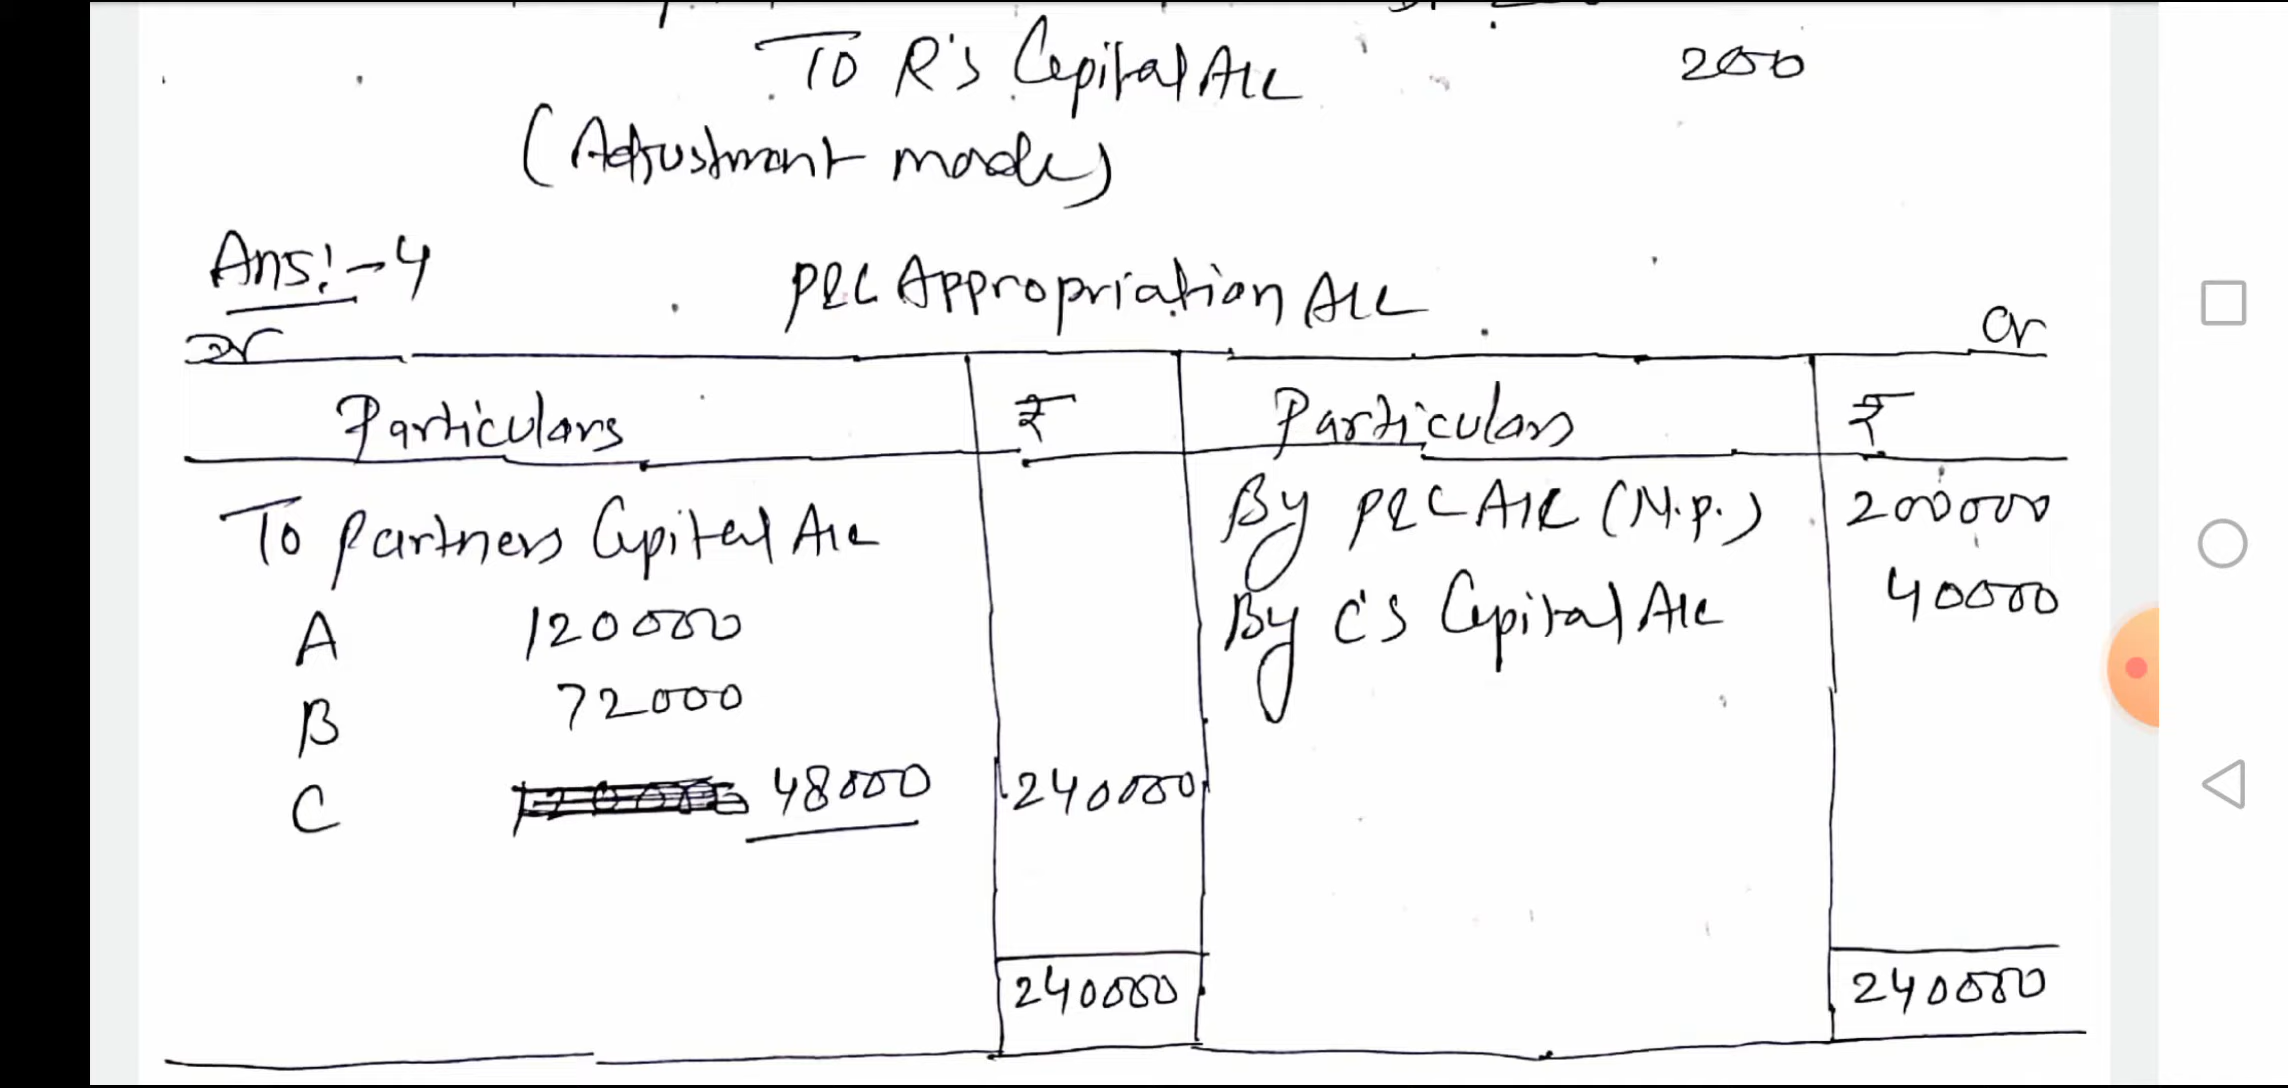 To R's Capital A/c 200
(Adjustment made)
Ans:-4
P&L Appropriation A/c
Dr Cr
Particulars ₹ Particulars ₹
To Partners Capital A/c By P&L A/c (N.P.) 200000
A 120000 By C's Capital A/c 40000
B 72000
C 48000 240000
240000 240000